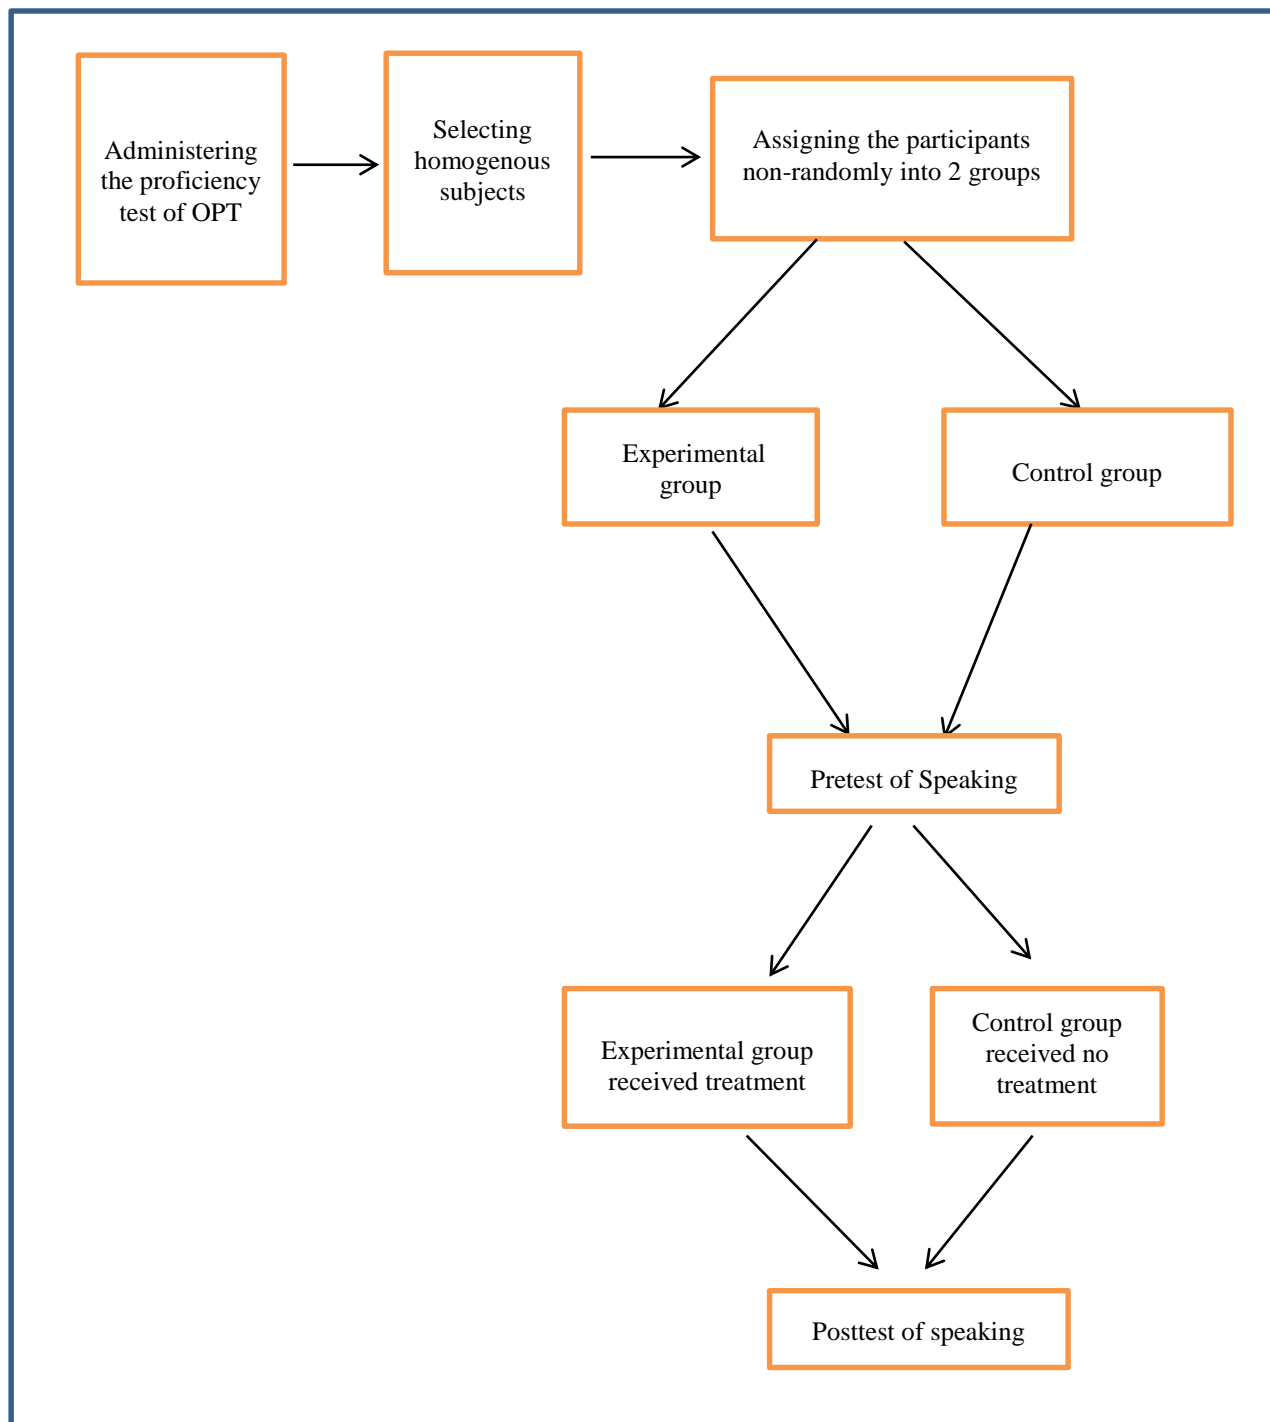 Administering
the proficiency
test of OPT
Selecting
homogenous
subjects
Assigning the participants
non-randomly into 2 groups
Experimental
group
Control group
Pretest of Speaking
Experimental group
received treatment
Control group
received no
treatment
Posttest of speaking